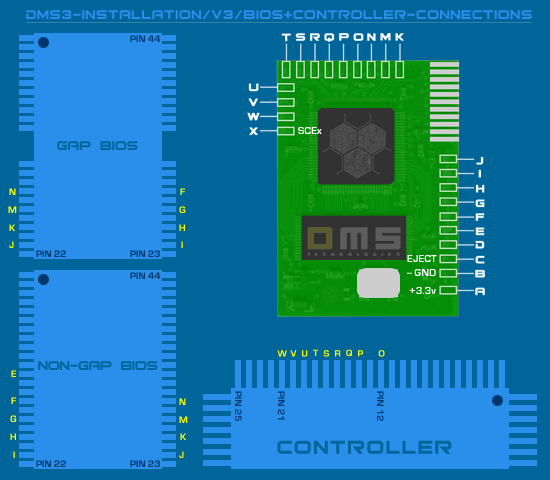 DMS3-INSTALLATION/V3/BIOS+CONTROLLER-CONNECTIONS
PIN 44
GAP BIOS
N
M
K
J
F
G
H
I
PIN 22
PIN 23
T S R Q P O N M K
U
V
W
X
SCEx
J
I
H
G
F
E
D
EJECT C
- GND B
+3.3v A
DMS
TECHNOLOGIES
PIN 44
NON-GAP BIOS
E
F
G
H
I
N
M
K
J
PIN 22
PIN 23
W V U T S R Q P O
PIN 25
PIN 21
PIN 12
CONTROLLER